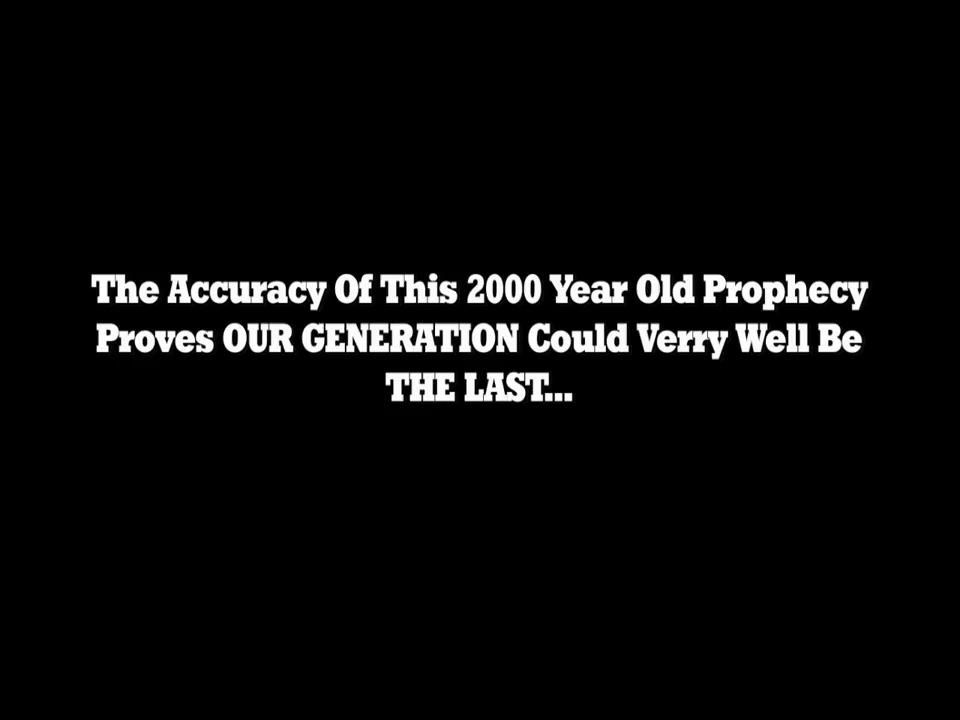 The Accuracy Of This 2000 Year Old Prophecy
Proves OUR GENERATION Could Verry Well Be
THE LAST...